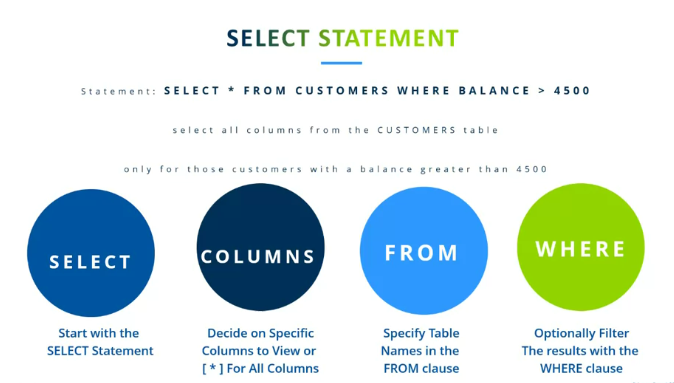 SELECT STATEMENT
Statement: SELECT * FROM CUSTOMERS WHERE BALANCE > 4500
select all columns from the CUSTOMERS table
only for those customers with a balance greater than 4500
SELECT
COLUMNS
FROM
WHERE
Start with the
SELECT Statement
Decide on Specific
Columns to View or
[ * ] For All Columns
Specify Table
Names in the
FROM clause
Optionally Filter
The results with the
WHERE clause